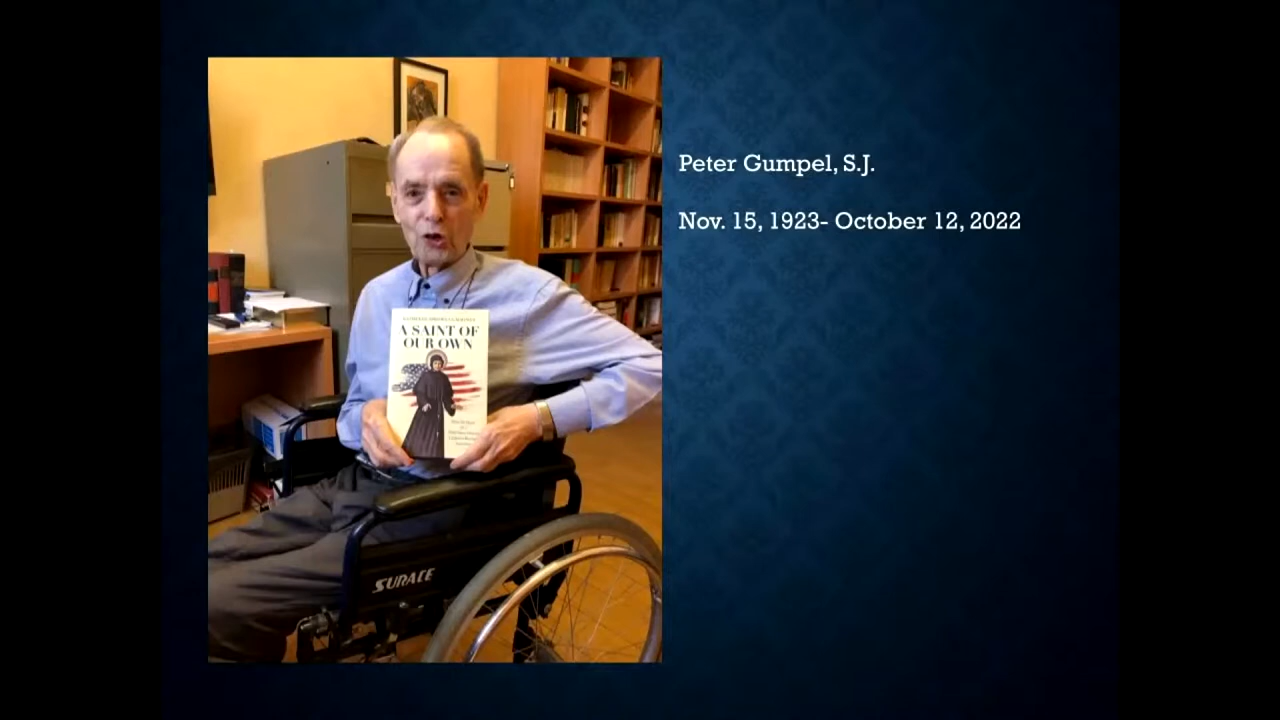 Peter Gumpel, S.J.
Nov. 15, 1923- October 12, 2022
A SAINT OF
OUR OWN
SURACE